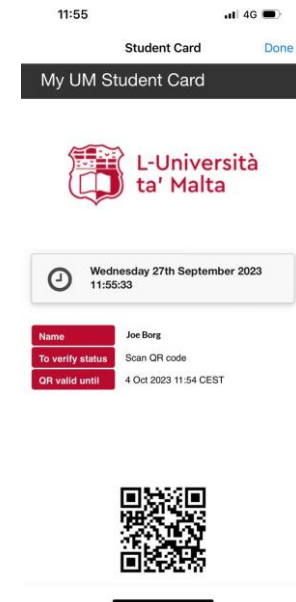 11:55 4G
Student Card Done
My UM Student Card
L-Università
ta' Malta
Wednesday 27th September 2023
11:55:33
Name Joe Borg
To verify status Scan QR code
QR valid until 4 Oct 2023 11:54 CEST